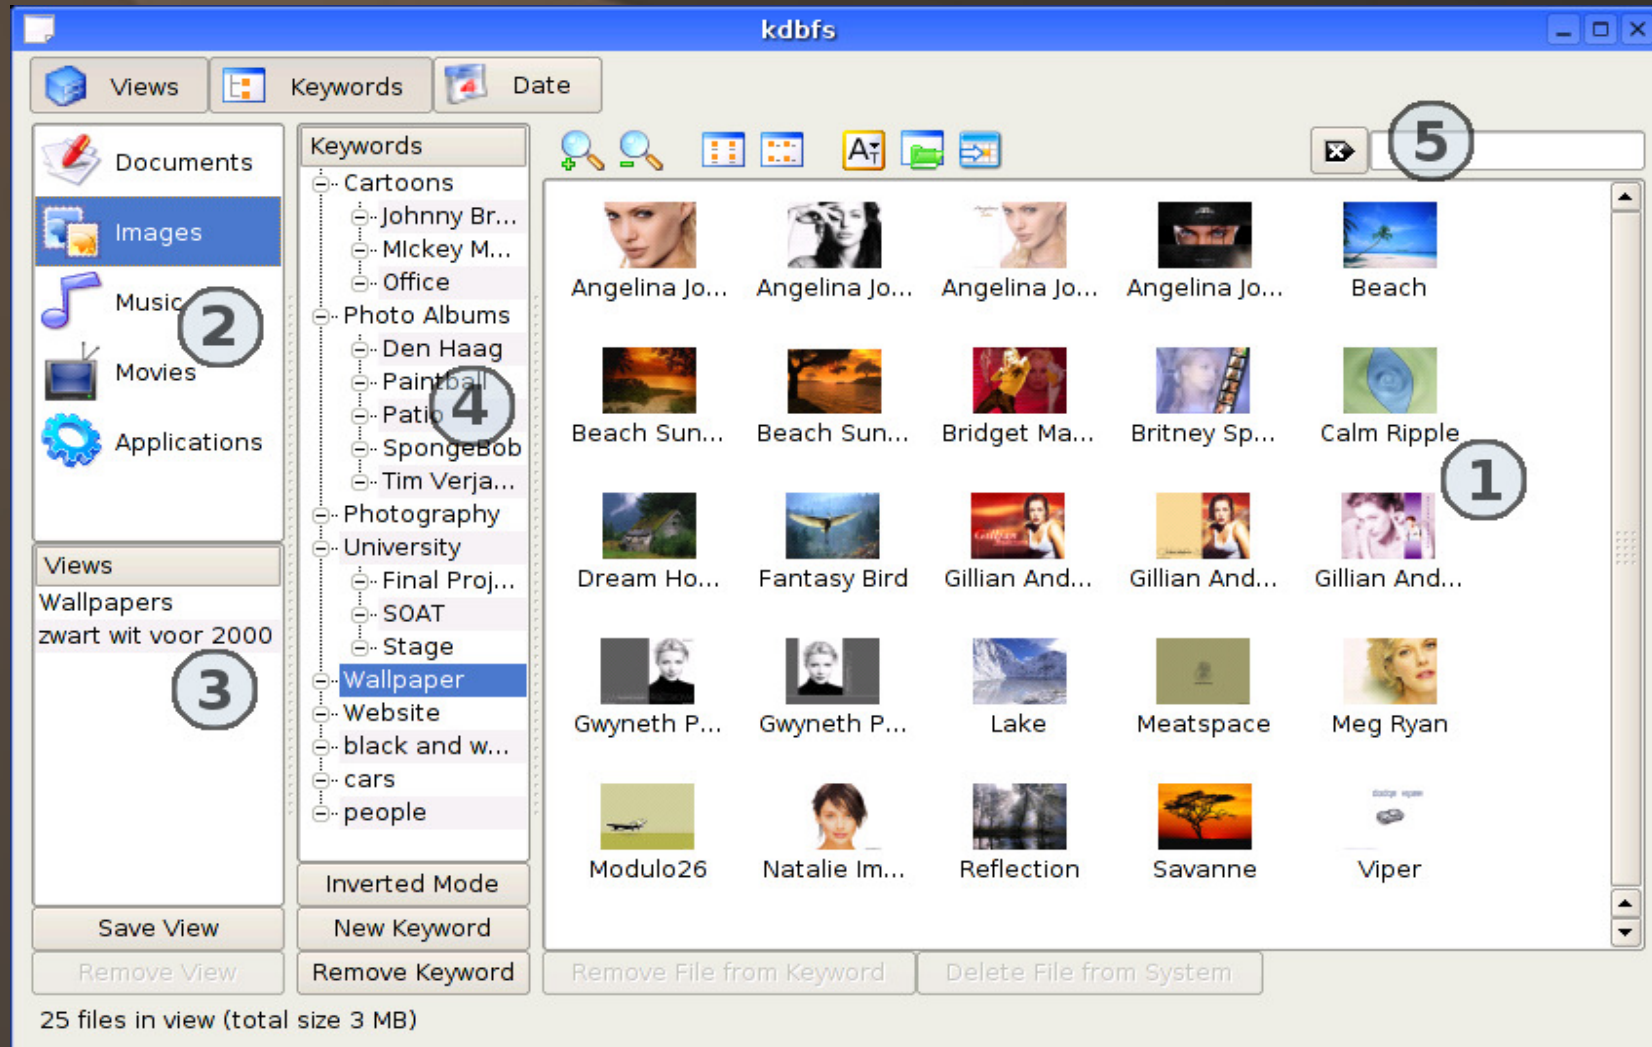 kdbfs
Views Keywords Date
Documents
Images
Music
Movies
Applications
2
Views
Wallpapers
zwart wit voor 2000
3
Save View
Remove View
Keywords
Cartoons
Johnny Br...
MIckey M...
Office
Photo Albums
Den Haag
Paintball
Patio
SpongeBob
Tim Verja...
Photography
University
Final Proj...
SOAT
Stage
Wallpaper
Website
black and w...
cars
people
4
Inverted Mode
New Keyword
Remove Keyword
5
Angelina Jo... Angelina Jo... Angelina Jo... Angelina Jo... Beach
Beach Sun... Beach Sun... Bridget Ma... Britney Sp... Calm Ripple
1
Dream Ho... Fantasy Bird Gillian And... Gillian And... Gillian And...
Gwyneth P... Gwyneth P... Lake Meatspace Meg Ryan
Modulo26 Natalie Im... Reflection Savanne Viper
Remove File from Keyword Delete File from System
25 files in view (total size 3 MB)